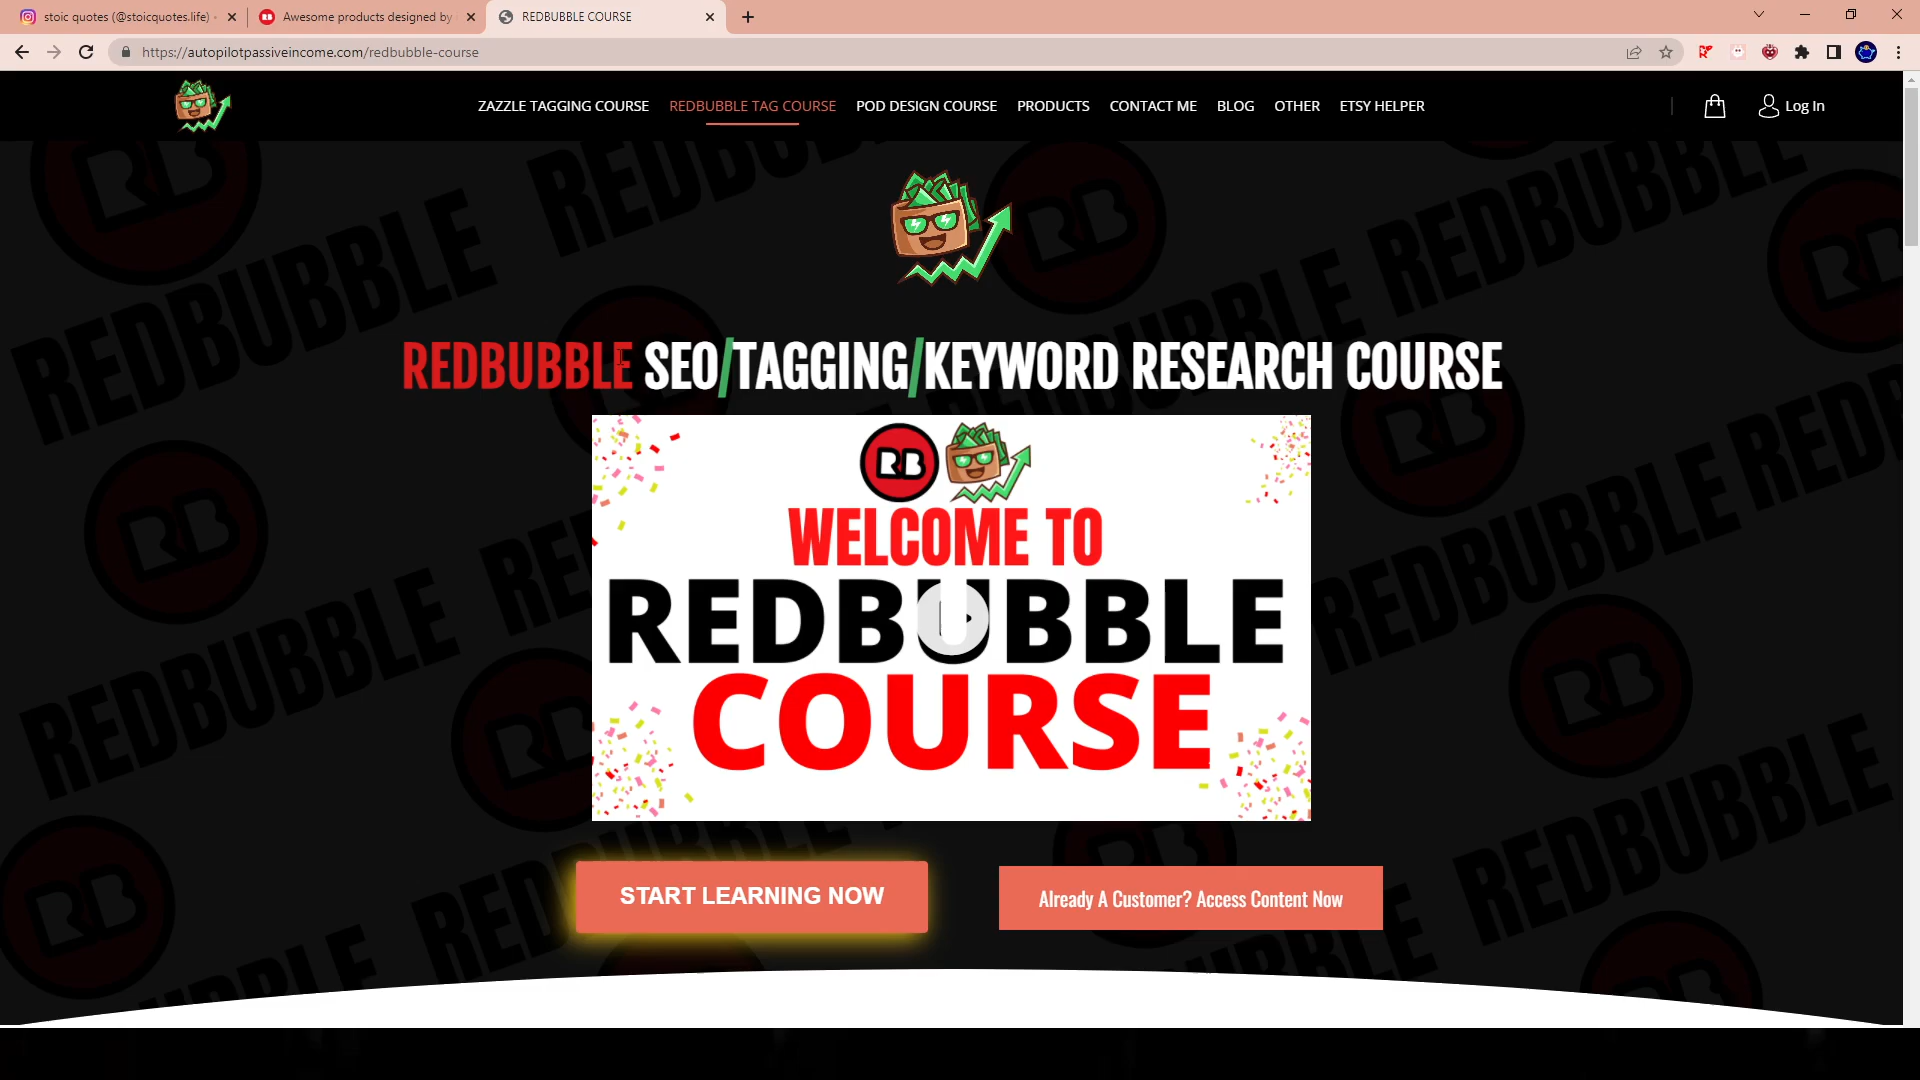 stoic quotes (@stoicquotes.life)
Awesome products designed by
REDBUBBLE COURSE
https://autopilotpassiveincome.com/redbubble-course
ZAZZLE TAGGING COURSE
REDBUBBLE TAG COURSE
POD DESIGN COURSE
PRODUCTS
CONTACT ME
BLOG
OTHER
ETSY HELPER
Log In
REDBUBBLE SEO/TAGGING/KEYWORD RESEARCH COURSE
RB
WELCOME TO
REDBUBBLE
COURSE
START LEARNING NOW
Already A Customer? Access Content Now